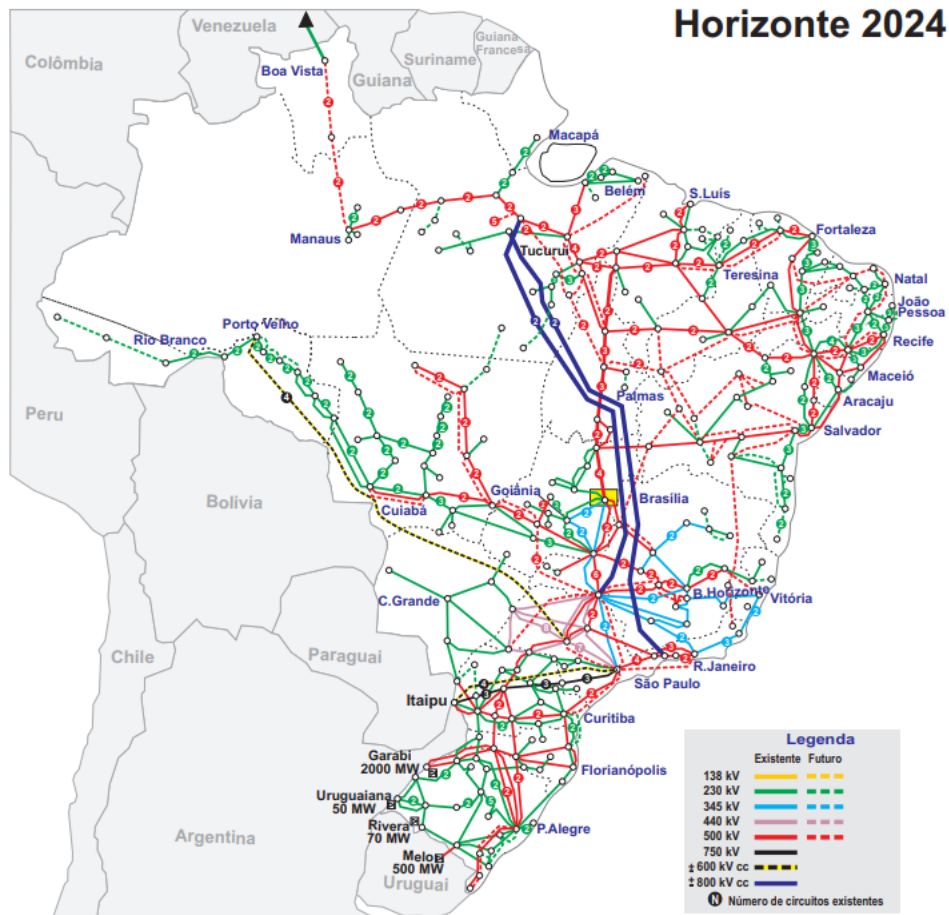 Horizonte 2024
Venezuela
Guiana
Francesa
Suriname
Colômbia
Boa Vista
Guiana
Macapá
Belém
S.Luis
Manaus
Fortaleza
Tucuruí
Teresina
Natal
João
Pessoa
Porto Velho
Rio Branco
Recife
Maceió
Palmas
Aracaju
Peru
Salvador
Goiânia
Brasília
Bolivia
Cuiabá
B.Horizonte
Vitória
C.Grande
Chile
Paraguai
R.Janeiro
São Paulo
Itaipu
Curitiba
Garabi
2000 MW
Florianópolis
Uruguaiana
50 MW
Rivera
70 MW
P.Alegre
Argentina
Melo
500 MW
Uruguai
Legenda
Existente Futuro
138 kV
230 kV
345 kV
440 kV
500 kV
750 kV
±600 kV cc
±800 kV cc
N Número de circuitos existentes